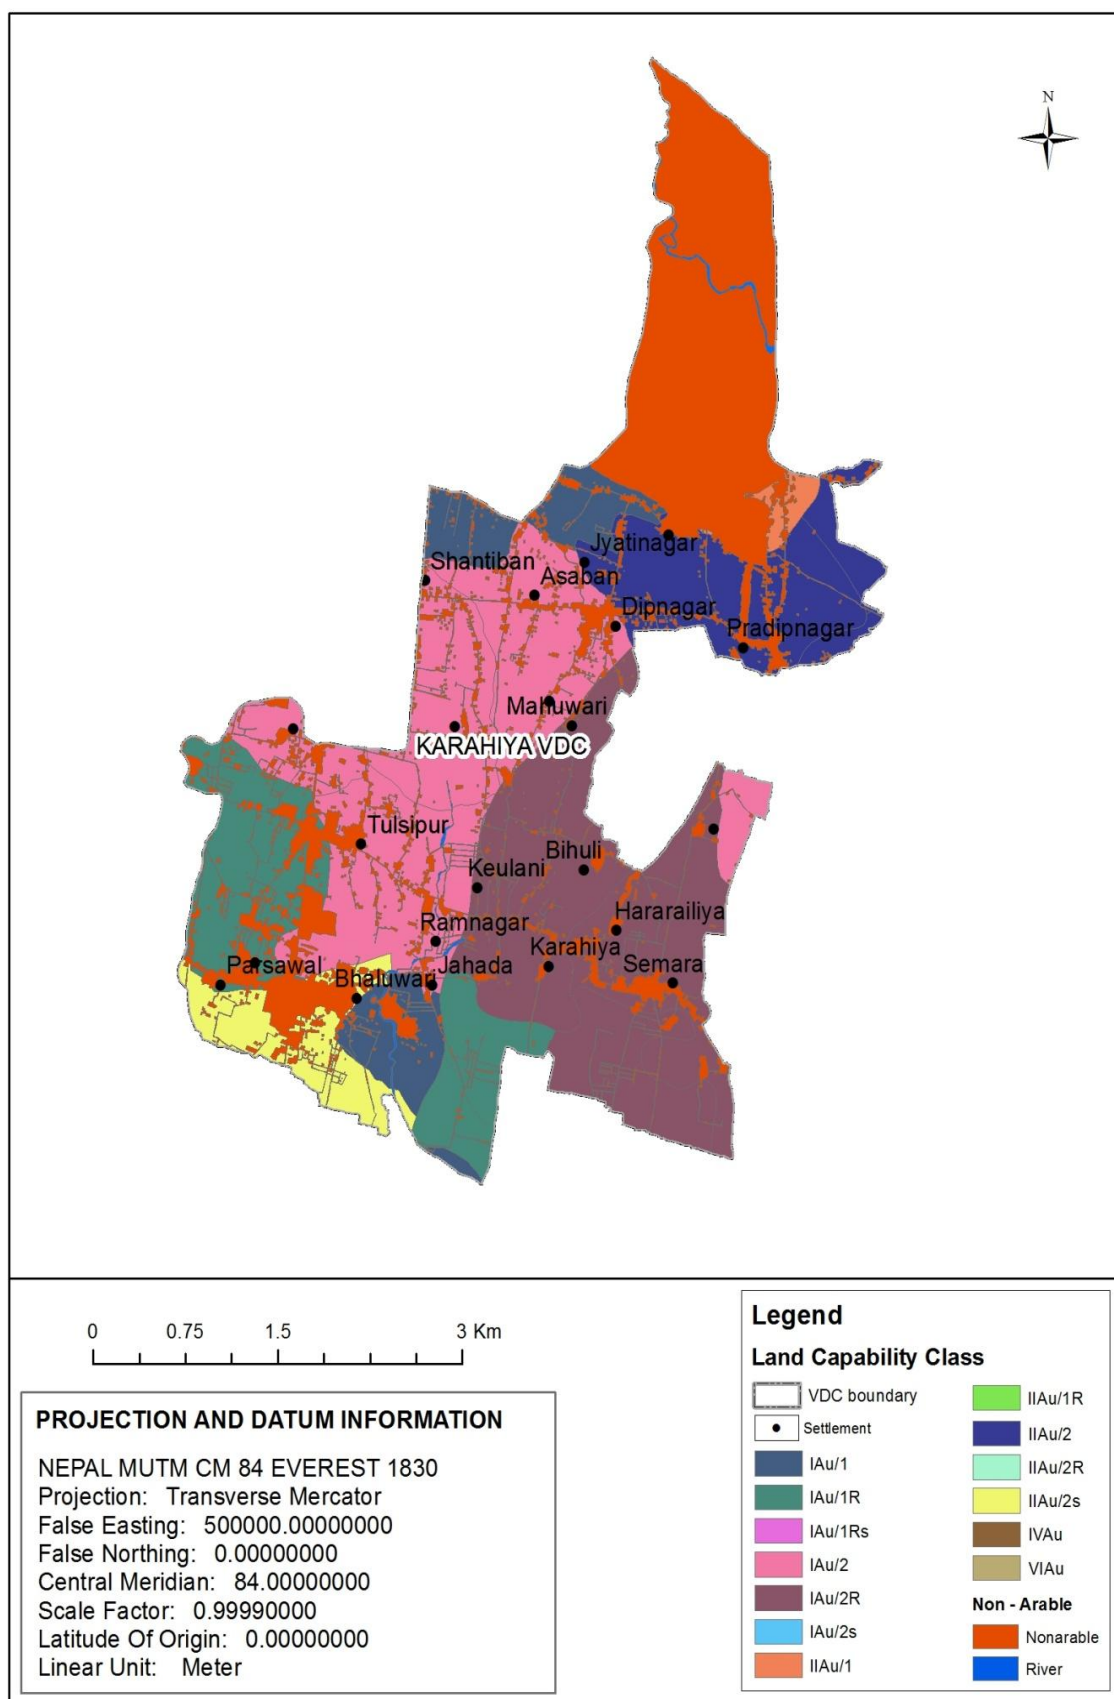 N
Jyatinagar
Shantiban
Asaban
Dipnagar
Pradipnagar
Mahuwari
KARAHIYA VDC
Tulsipur
Bihuli
Keulani
Hararailiya
Ramnagar
Karahiya
Parsawal
Jahada
Semara
Bhaluwari
0 0.75 1.5 3 Km
PROJECTION AND DATUM INFORMATION
NEPAL MUTM CM 84 EVEREST 1830
Projection: Transverse Mercator
False Easting: 500000.00000000
False Northing: 0.00000000
Central Meridian: 84.00000000
Scale Factor: 0.99990000
Latitude Of Origin: 0.00000000
Linear Unit: Meter
Legend
Land Capability Class
VDC boundary
Settlement
IAu/1
IAu/1R
IAu/1Rs
IAu/2
IAu/2R
IAu/2s
IIAu/1
IIAu/1R
IIAu/2
IIAu/2R
IIAu/2s
IVAu
VIAu
Non - Arable
Nonarable
River